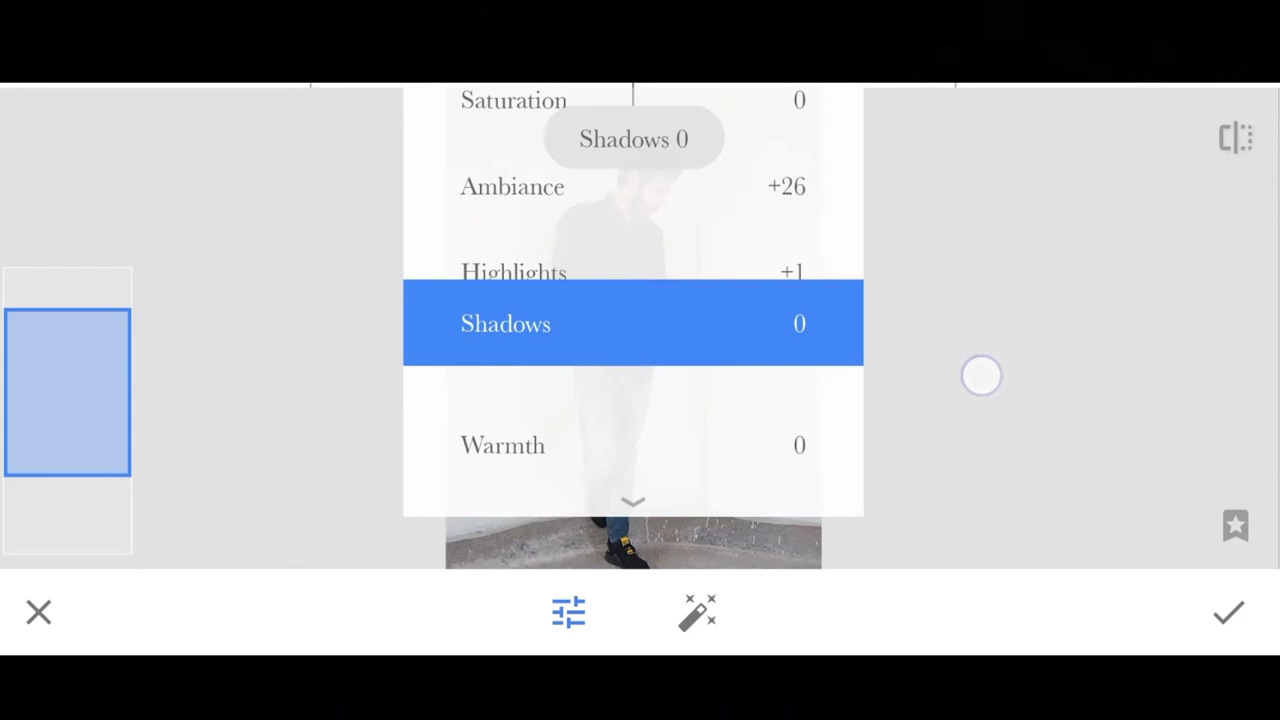 Saturation 0
Shadows 0
Ambiance +26
Highlights +1
Shadows 0
Warmth 0